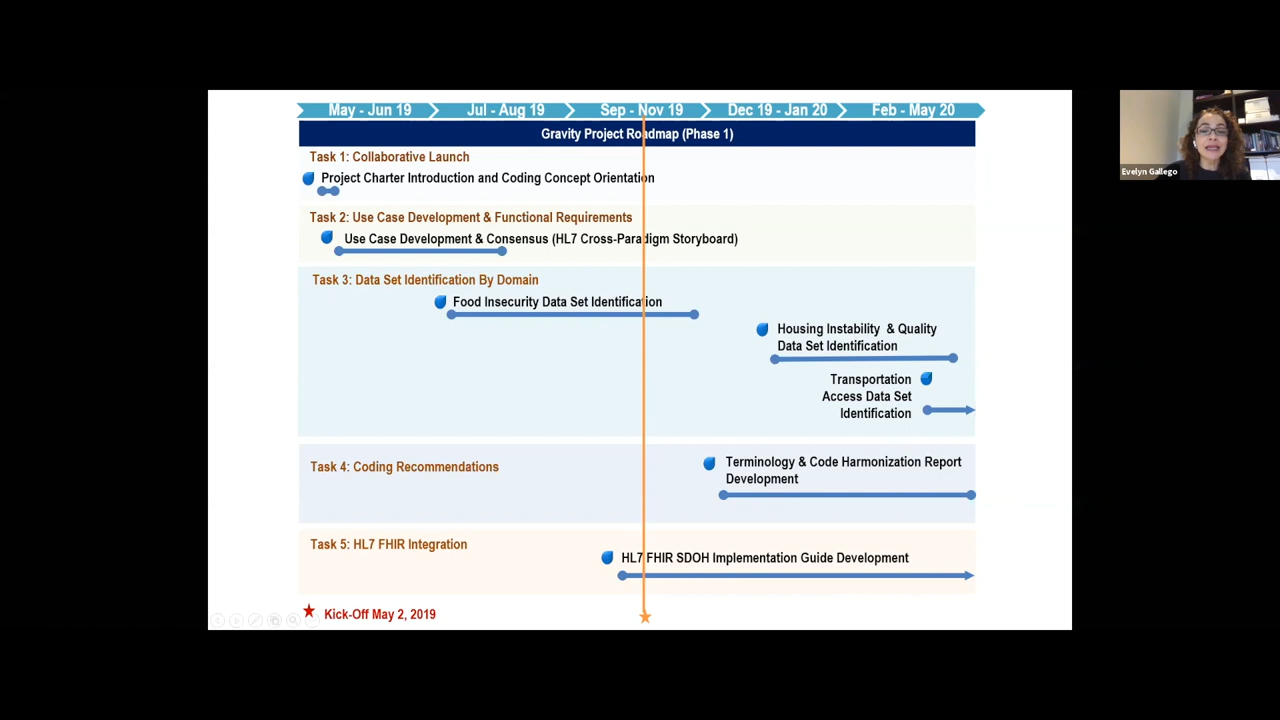 May - Jun 19
Jul - Aug 19
Sep - Nov 19
Dec 19 - Jan 20
Feb - May 20
Gravity Project Roadmap (Phase 1)
Task 1: Collaborative Launch
Project Charter Introduction and Coding Concept Orientation
Task 2: Use Case Development & Functional Requirements
Use Case Development & Consensus (HL7 Cross-Paradigm Storyboard)
Task 3: Data Set Identification By Domain
Food Insecurity Data Set Identification
Housing Instability & Quality
Data Set Identification
Transportation
Access Data Set
Identification
Task 4: Coding Recommendations
Terminology & Code Harmonization Report
Development
Task 5: HL7 FHIR Integration
HL7 FHIR SDOH Implementation Guide Development
Kick-Off May 2, 2019
Evelyn Gallego